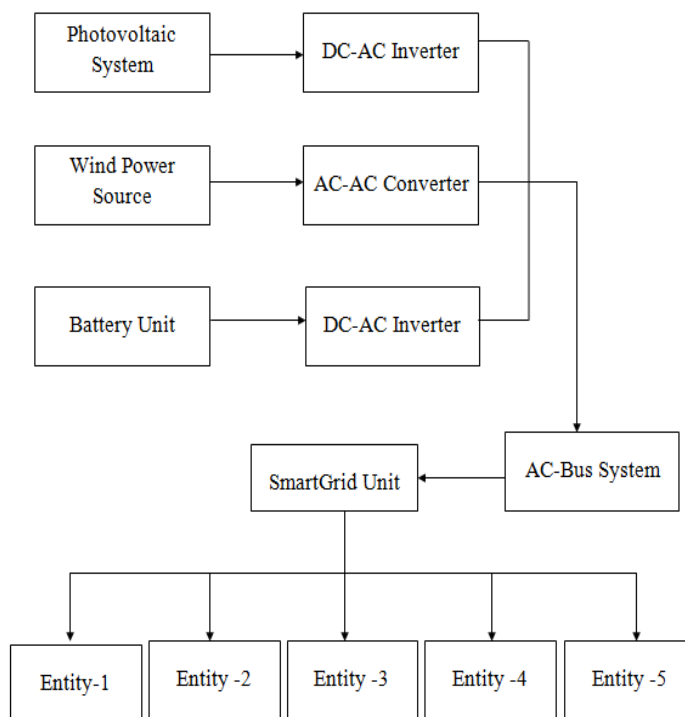 Photovoltaic
System
DC-AC Inverter
Wind Power
Source
AC-AC Converter
Battery Unit
DC-AC Inverter
SmartGrid Unit
AC-Bus System
Entity-1
Entity -2
Entity -3
Entity -4
Entity -5